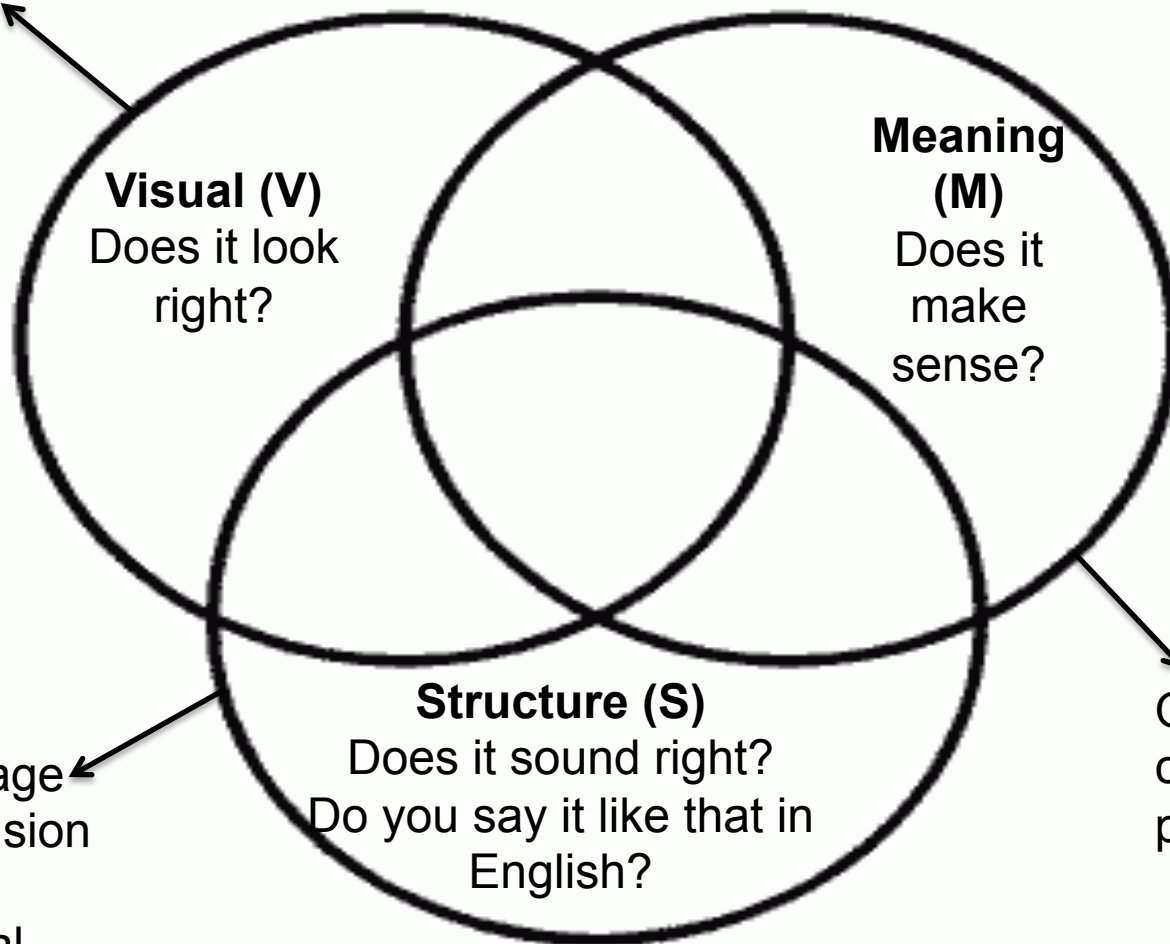 Visual (V)
Does it look
right?
Meaning
(M)
Does it
make
sense?
Structure (S)
Does it sound right?
Do you say it like that in
English?